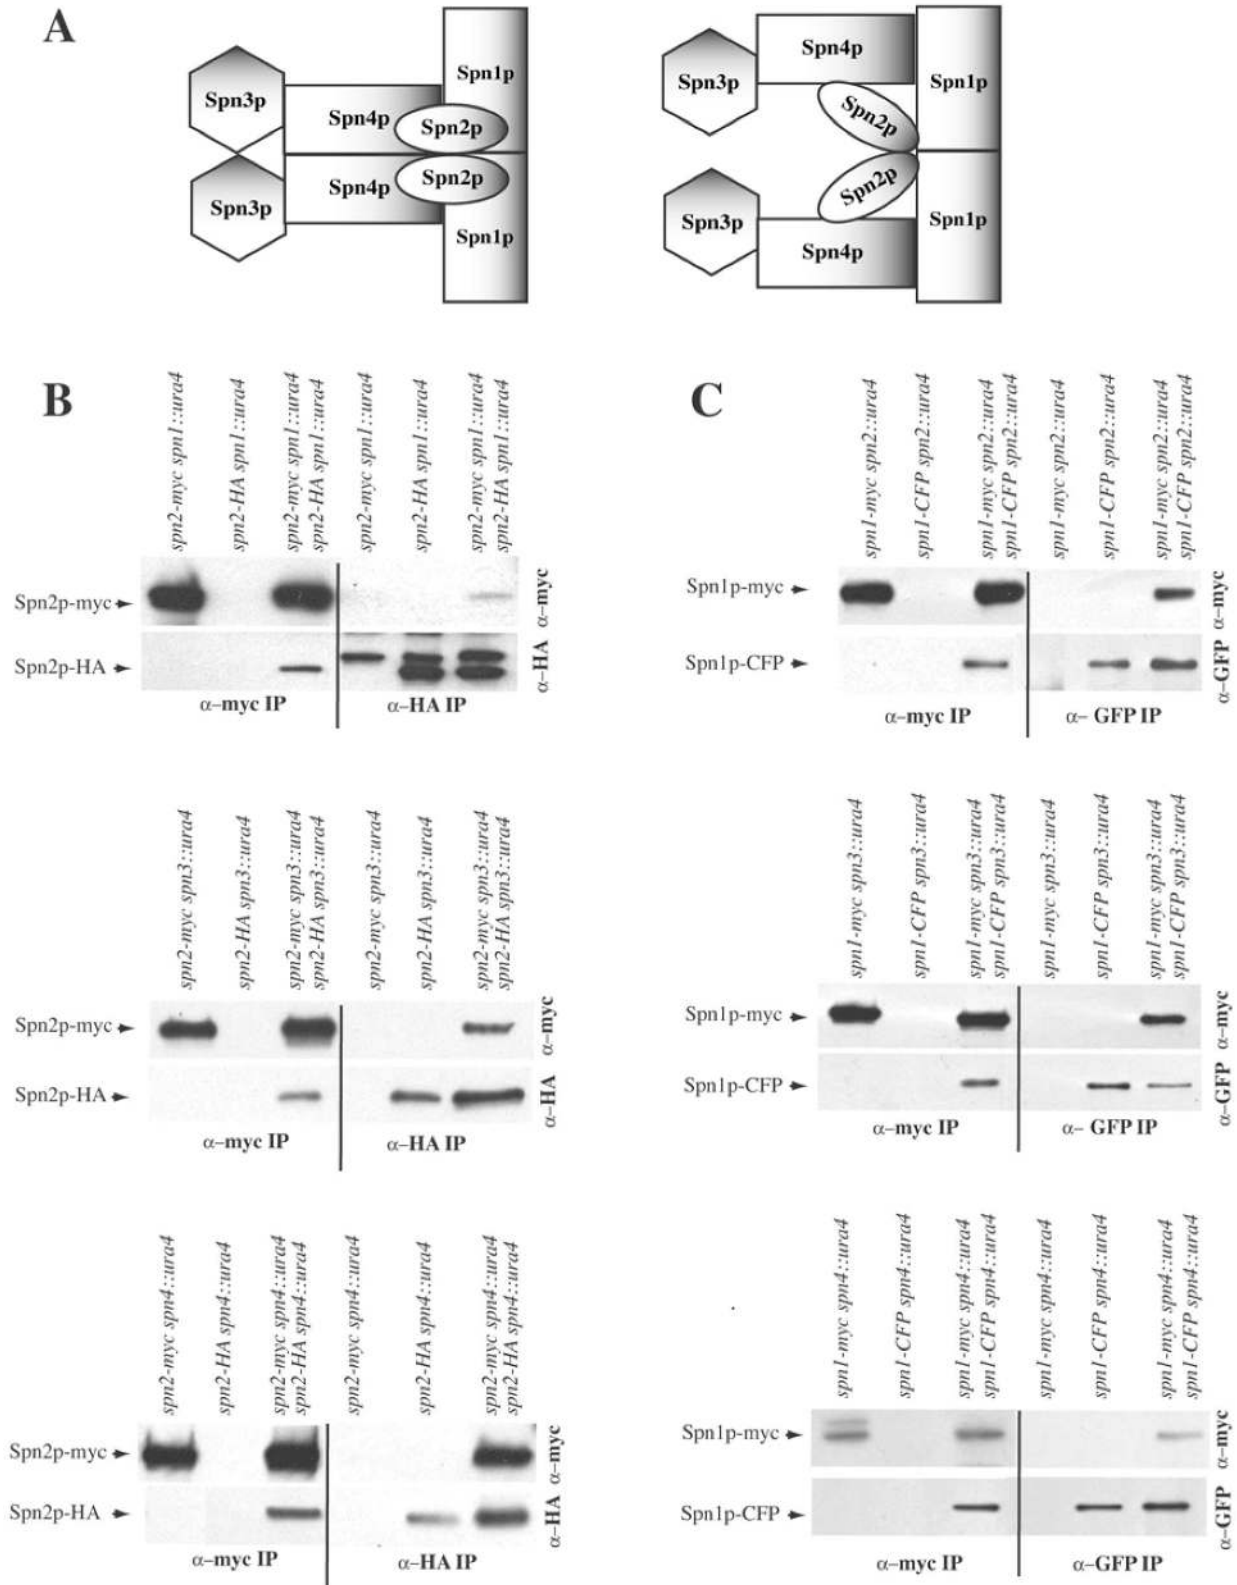 A
Spn3p
Spn4p
Spn2p
Spn1p
Spn3p
Spn4p
Spn2p
Spn1p
Spn3p
Spn4p
Spn2p
Spn1p
Spn3p
Spn4p
Spn2p
Spn1p
B
spn2-myc spn1::ura4
spn2-HA spn1::ura4
spn2-myc spn1::ura4
spn2-HA spn1::ura4
spn2-myc spn1::ura4
spn2-HA spn1::ura4
spn2-myc spn1::ura4
spn2-HA spn1::ura4
Spn2p-myc
α–myc
Spn2p-HA
α–HA
α–myc IP
α–HA IP
spn2-myc spn3::ura4
spn2-HA spn3::ura4
spn2-myc spn3::ura4
spn2-HA spn3::ura4
spn2-myc spn3::ura4
spn2-HA spn3::ura4
spn2-myc spn3::ura4
spn2-HA spn3::ura4
Spn2p-myc
α–myc
Spn2p-HA
α–HA
α–myc IP
α–HA IP
spn2-myc spn4::ura4
spn2-HA spn4::ura4
spn2-myc spn4::ura4
spn2-HA spn4::ura4
spn2-myc spn4::ura4
spn2-HA spn4::ura4
spn2-myc spn4::ura4
spn2-HA spn4::ura4
Spn2p-myc
α–myc
Spn2p-HA
α–HA
α–myc IP
α–HA IP
C
spn1-myc spn2::ura4
spn1-CFP spn2::ura4
spn1-myc spn2::ura4
spn1-CFP spn2::ura4
spn1-myc spn2::ura4
spn1-CFP spn2::ura4
spn1-myc spn2::ura4
spn1-CFP spn2::ura4
Spn1p-myc
α–myc
Spn1p-CFP
α–GFP
α–myc IP
α– GFP IP
spn1-myc spn3::ura4
spn1-CFP spn3::ura4
spn1-myc spn3::ura4
spn1-CFP spn3::ura4
spn1-myc spn3::ura4
spn1-CFP spn3::ura4
spn1-myc spn3::ura4
spn1-CFP spn3::ura4
Spn1p-myc
α–myc
Spn1p-CFP
α–GFP
α–myc IP
α– GFP IP
spn1-myc spn4::ura4
spn1-CFP spn4::ura4
spn1-myc spn4::ura4
spn1-CFP spn4::ura4
spn1-myc spn4::ura4
spn1-CFP spn4::ura4
spn1-myc spn4::ura4
spn1-CFP spn4::ura4
Spn1p-myc
α–myc
Spn1p-CFP
α–GFP
α–myc IP
α–GFP IP